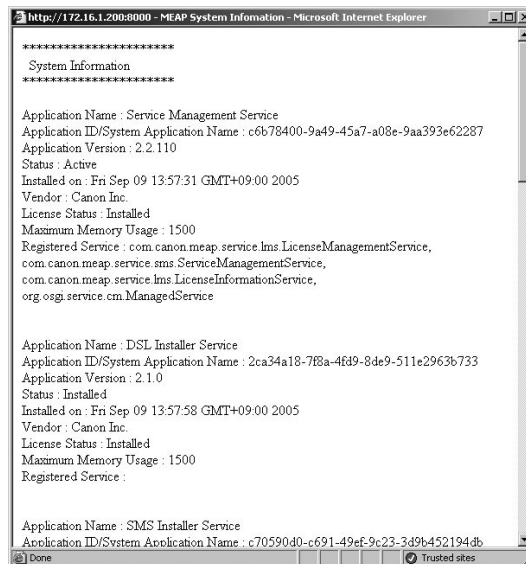 http://172.16.1.200:8000 - MEAP System Infomation - Microsoft Internet Explorer
**********************
System Information
**********************
Application Name : Service Management Service
Application ID/System Application Name : c6b78400-9a49-45a7-a08e-9aa393e62287
Application Version : 2.2.110
Status : Active
Installed on : Fri Sep 09 13:57:31 GMT+09:00 2005
Vendor : Canon Inc.
License Status : Installed
Maximum Memory Usage : 1500
Registered Service : com.canon.meap.service.lms.LicenseManagementService,
com.canon.meap.service.sms.ServiceManagementService,
com.canon.meap.service.lms.LicenseInformationService,
org.osgi.service.cm.ManagedService
Application Name : DSL Installer Service
Application ID/System Application Name : 2ca34a18-7f8a-4fd9-8de9-511e2963b733
Application Version : 2.1.0
Status : Installed
Installed on : Fri Sep 09 13:57:58 GMT+09:00 2005
Vendor : Canon Inc.
License Status : Installed
Maximum Memory Usage : 1500
Registered Service :
Application Name : SMS Installer Service
Application ID/System Application Name : c70590d0-c691-49ef-9c23-3d9b452194db
Done
Trusted sites